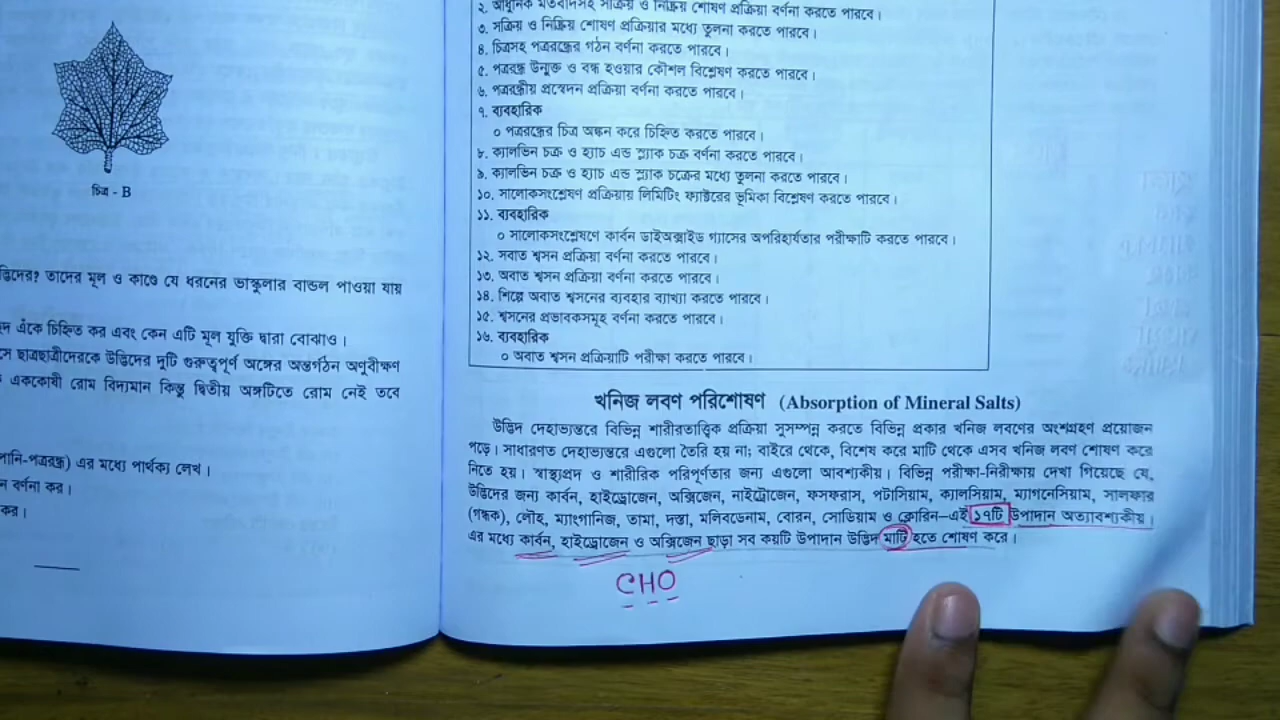 চিত্র - B
দ্ভিদের? তাদের মূল ও কাণ্ডে যে ধরনের ভাস্কুলার বান্ডল পাওয়া যায়
এঁকে চিহ্নিত কর এবং কেন এটি মূল যুক্তি দ্বারা বোঝাও।
সে ছাত্রছাত্রীদেরকে উদ্ভিদের দুটি গুরুত্বপূর্ণ অঙ্গের অন্তর্গঠন অণুবীক্ষণ
এককোষী রোম বিদ্যমান কিন্তু দ্বিতীয় অঙ্গটিতে রোম নেই তবে
পানি-পত্ররন্ধ্র) এর মধ্যে পার্থক্য লেখ।
ন বর্ণনা কর।
কর।
২. আধুনিক মতবাদসহ সক্রিয় ও নিষ্ক্রিয় শোষণ প্রক্রিয়া বর্ণনা করতে পারবে।
৩. সক্রিয় ও নিষ্ক্রিয় শোষণ প্রক্রিয়ার মধ্যে তুলনা করতে পারবে।
৪. চিত্রসহ পত্ররন্ধ্রের গঠন বর্ণনা করতে পারবে।
৫. পত্ররন্ধ্র উন্মুক্ত ও বন্ধ হওয়ার কৌশল বিশ্লেষণ করতে পারবে।
৬. পত্ররন্ধ্রীয় প্রস্বেদন প্রক্রিয়া বর্ণনা করতে পারবে।
৭. ব্যবহারিক
০ পত্ররন্ধ্রের চিত্র অঙ্কন করে চিহ্নিত করতে পারবে।
৮. ক্যালভিন চক্র ও হ্যাচ এন্ড স্ল্যাক চক্র বর্ণনা করতে পারবে।
৯. ক্যালভিন চক্র ও হ্যাচ এন্ড স্ল্যাক চক্রের মধ্যে তুলনা করতে পারবে।
১০. সালোকসংশ্লেষণ প্রক্রিয়ায় লিমিটিং ফ্যাক্টরের ভূমিকা বিশ্লেষণ করতে পারবে।
১১. ব্যবহারিক
০ সালোকসংশ্লেষণে কার্বন ডাইঅক্সাইড গ্যাসের অপরিহার্যতার পরীক্ষাটি করতে পারবে।
১২. সবাত শ্বসন প্রক্রিয়া বর্ণনা করতে পারবে।
১৩. অবাত শ্বসন প্রক্রিয়া বর্ণনা করতে পারবে।
১৪. শিল্পে অবাত শ্বসনের ব্যবহার ব্যাখ্যা করতে পারবে।
১৫. শ্বসনের প্রভাবকসমূহ বর্ণনা করতে পারবে।
১৬. ব্যবহারিক
০ অবাত শ্বসন প্রক্রিয়াটি পরীক্ষা করতে পারবে।
খনিজ লবণ পরিশোষণ (Absorption of Mineral Salts)
উদ্ভিদ দেহাভ্যন্তরে বিভিন্ন শারীরতাত্ত্বিক প্রক্রিয়া সুসম্পন্ন করতে বিভিন্ন প্রকার খনিজ লবণের অংশগ্রহণ প্রয়োজন
পড়ে। সাধারণত দেহাভ্যন্তরে এগুলো তৈরি হয় না; বাইরে থেকে, বিশেষ করে মাটি থেকে এসব খনিজ লবণ শোষণ করে
নিতে হয়। স্বাস্থ্যপ্রদ ও শারীরিক পরিপূর্ণতার জন্য এগুলো আবশ্যকীয়। বিভিন্ন পরীক্ষা-নিরীক্ষায় দেখা গিয়েছে যে,
উদ্ভিদের জন্য কার্বন, হাইড্রোজেন, অক্সিজেন, নাইট্রোজেন, ফসফরাস, পটাসিয়াম, ক্যালসিয়াম, ম্যাগনেসিয়াম, সালফার
(গন্ধক), লৌহ, ম্যাংগানিজ, তামা, দস্তা, মলিবডেনাম, বোরন, সোডিয়াম ও ক্লোরিন–এই ১৭টি উপাদান অত্যাবশ্যকীয়।
এর মধ্যে কার্বন, হাইড্রোজেন ও অক্সিজেন ছাড়া সব কয়টি উপাদান উদ্ভিদ মাটি হতে শোষণ করে।
CHO